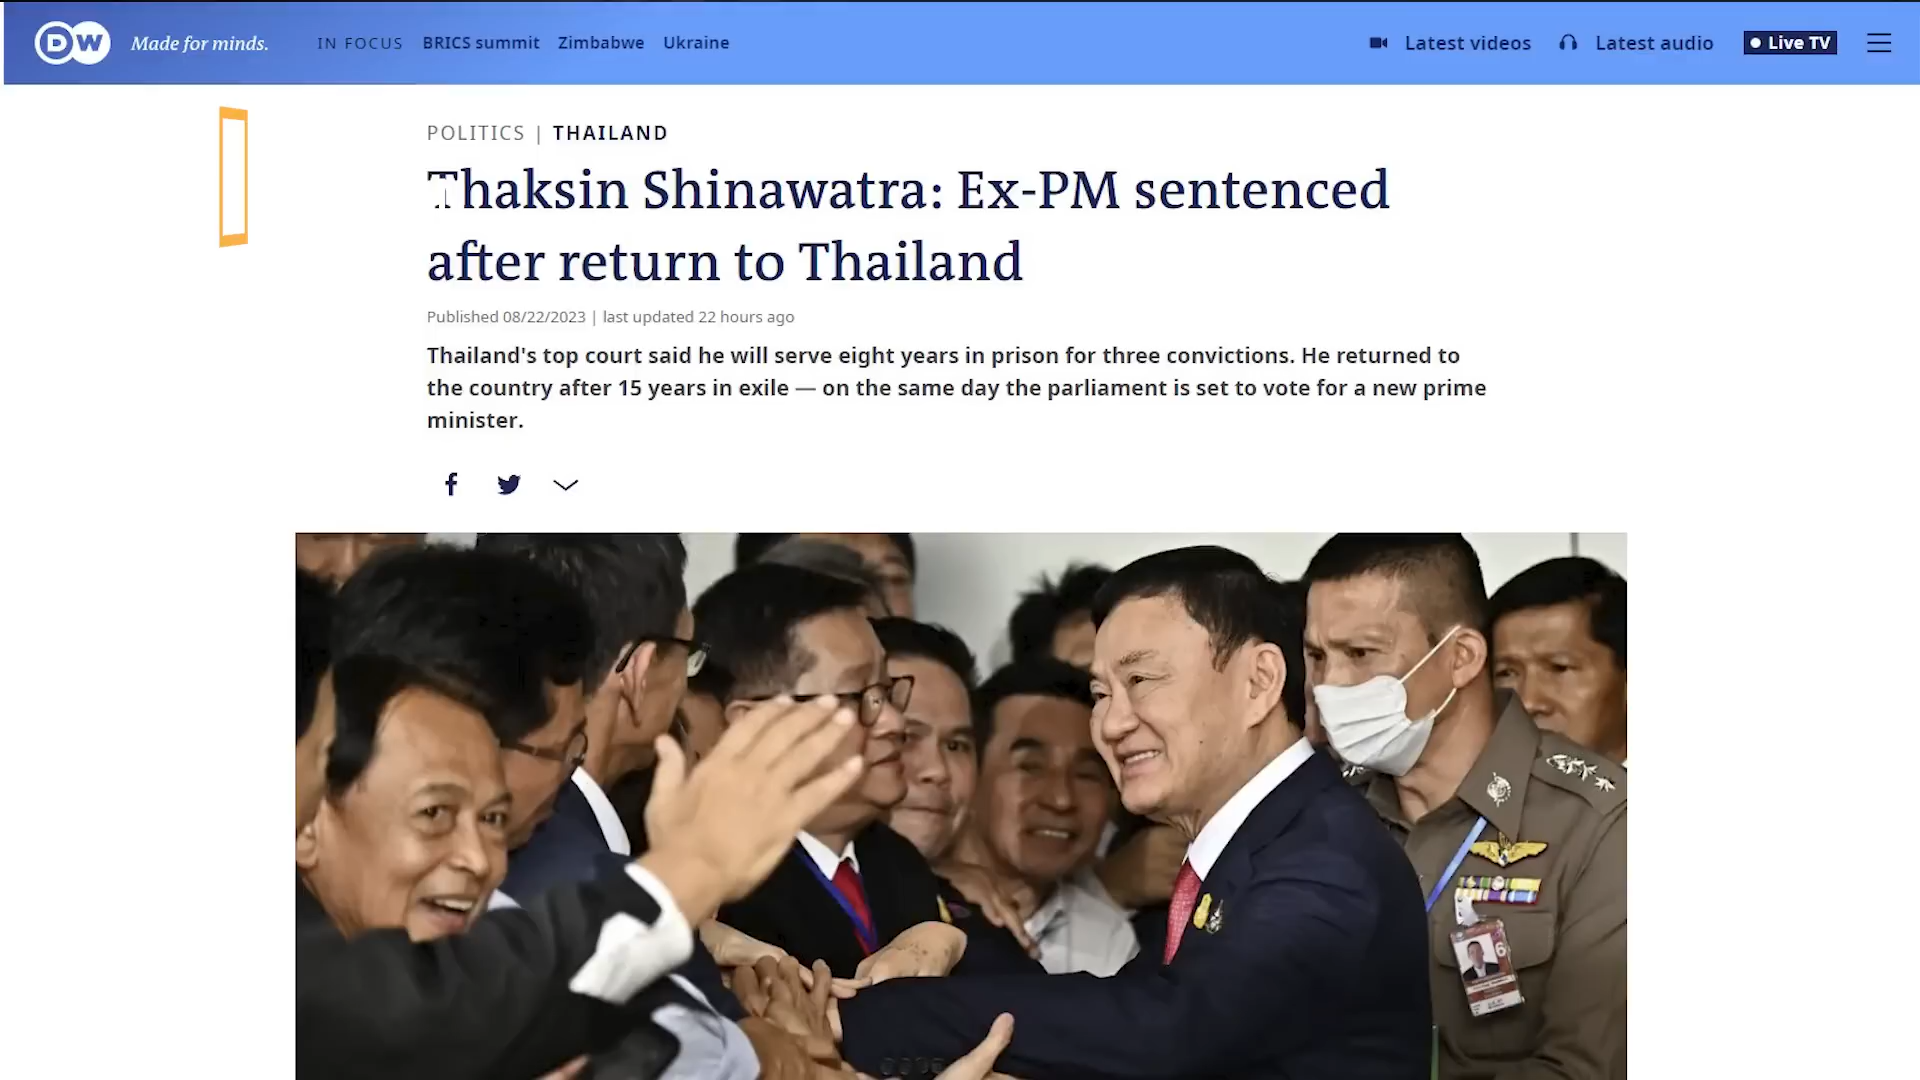 DW Made for minds. IN FOCUS BRICS summit Zimbabwe Ukraine Latest videos Latest audio Live TV
POLITICS | THAILAND
Thaksin Shinawatra: Ex-PM sentenced
after return to Thailand
Published 08/22/2023 | last updated 22 hours ago
Thailand's top court said he will serve eight years in prison for three convictions. He returned to
the country after 15 years in exile — on the same day the parliament is set to vote for a new prime
minister.
6